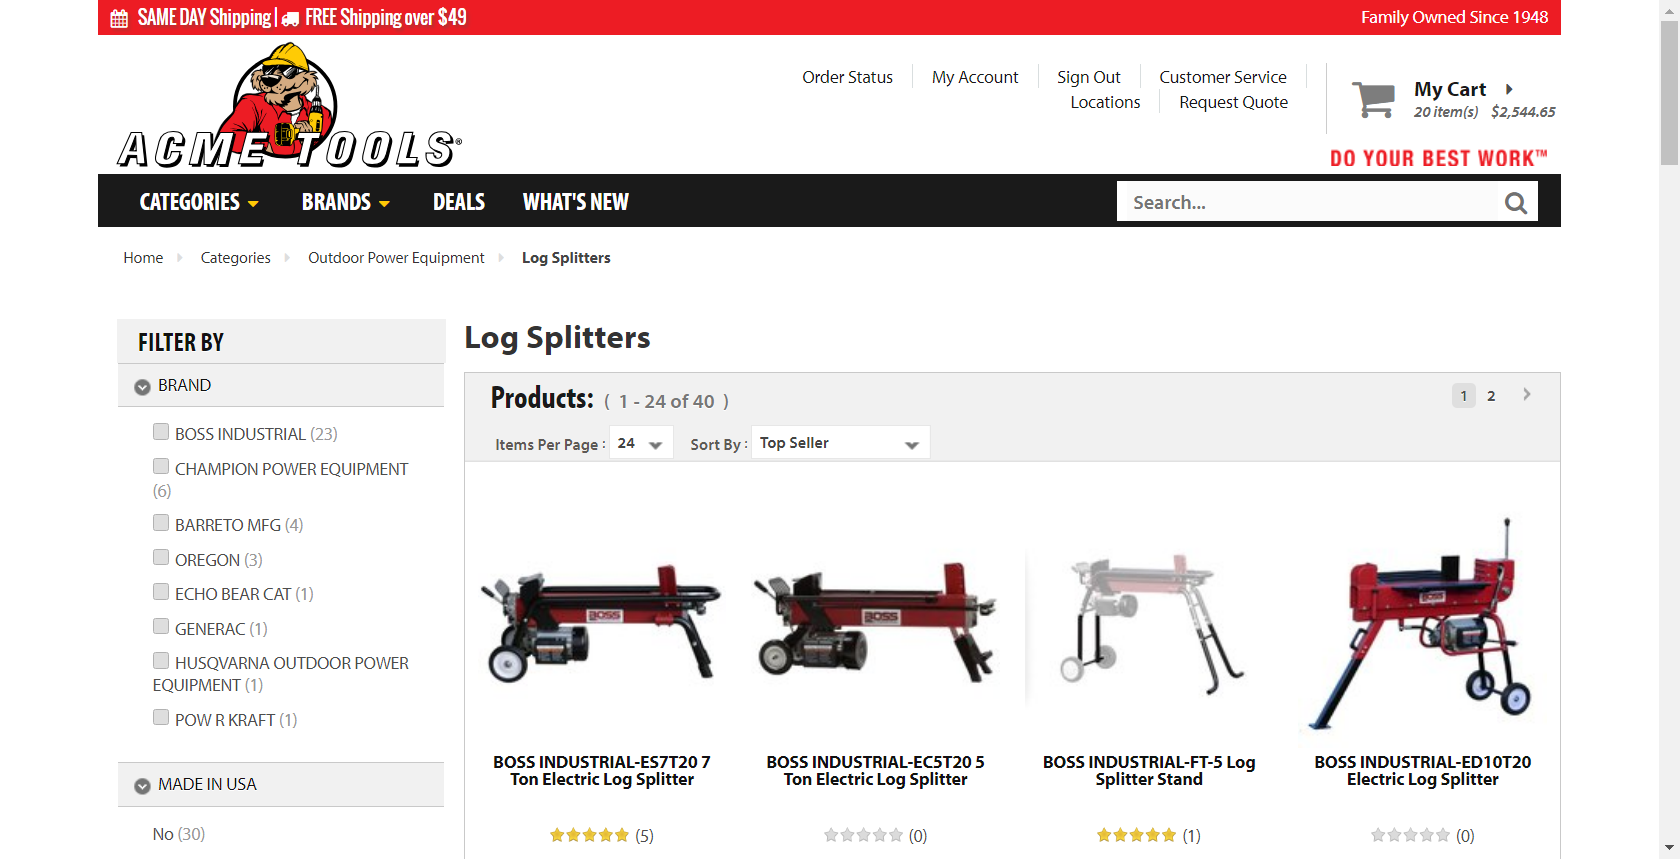 SAME DAY Shipping | FREE Shipping over $49
Family Owned Since 1948
ACME TOOLS®
Order Status
My Account
Sign Out
Customer Service
Locations
Request Quote
My Cart
20 item(s) $2,544.65
DO YOUR BEST WORK™
CATEGORIES
BRANDS
DEALS
WHAT'S NEW
Search...
Home
Categories
Outdoor Power Equipment
Log Splitters
FILTER BY
BRAND
BOSS INDUSTRIAL (23)
CHAMPION POWER EQUIPMENT
(6)
BARRETO MFG (4)
OREGON (3)
ECHO BEAR CAT (1)
GENERAC (1)
HUSQVARNA OUTDOOR POWER
EQUIPMENT (1)
POW R KRAFT (1)
MADE IN USA
No (30)
Log Splitters
Products: ( 1 - 24 of 40 )
1 2
Items Per Page : 24
Sort By : Top Seller
BOSS
BOSS
BOSS
BOSS INDUSTRIAL-ES7T20 7
Ton Electric Log Splitter
(5)
BOSS INDUSTRIAL-EC5T20 5
Ton Electric Log Splitter
(0)
BOSS INDUSTRIAL-FT-5 Log
Splitter Stand
(1)
BOSS INDUSTRIAL-ED10T20
Electric Log Splitter
(0)